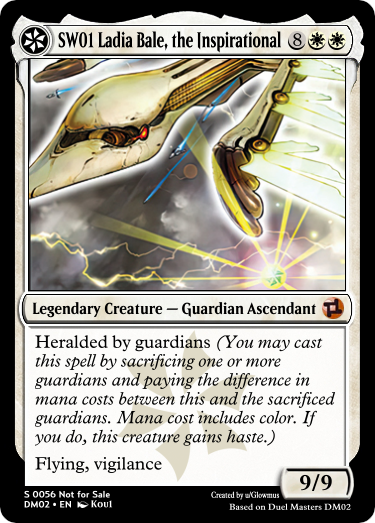 SW01 Ladia Bale, the Inspirational 8
Legendary Creature — Guardian Ascendant
Heralded by guardians (You may cast
this spell by sacrificing one or more
guardians and paying the difference in
mana costs between this and the sacrificed
guardians. Mana cost includes color. If
you do, this creature gains haste.)
Flying, vigilance
9/9
S 0056 Not for Sale
DM02 • EN Koul
Created by u/Glowmus
Based on Duel Masters DM02